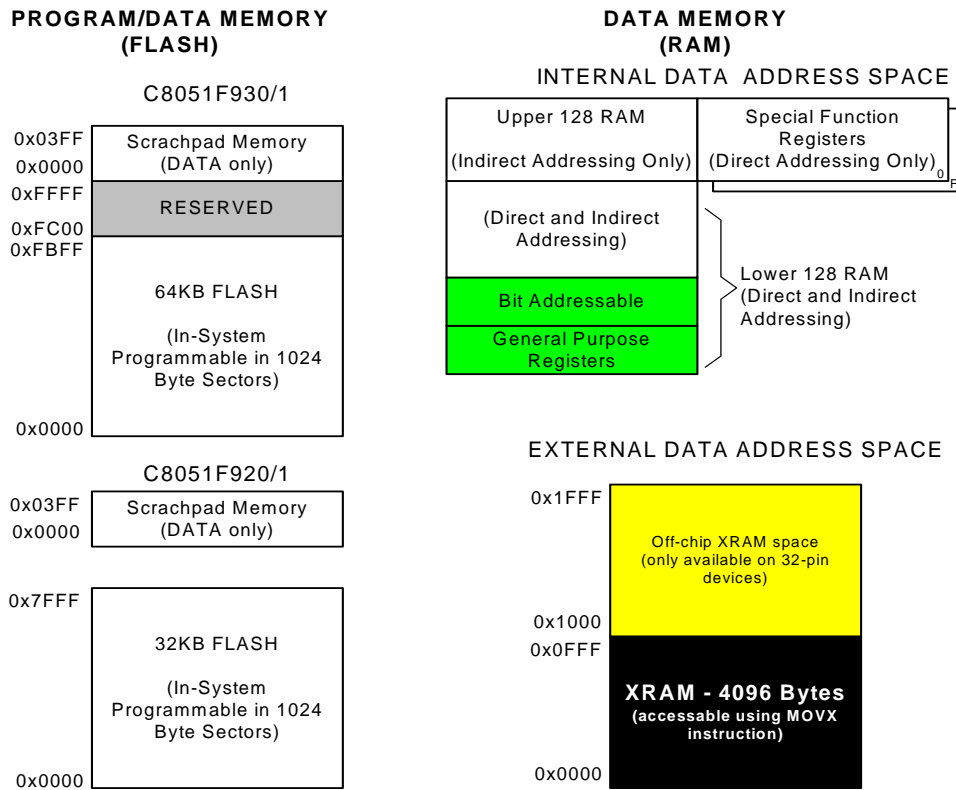 PROGRAM/DATA MEMORY
(FLASH)
C8051F930/1
0x03FF
0x0000
Scrachpad Memory
(DATA only)
0xFFFF
0xFC00
RESERVED
0xFBFF
64KB FLASH
(In-System
Programmable in 1024
Byte Sectors)
0x0000
C8051F920/1
0x03FF
0x0000
Scrachpad Memory
(DATA only)
0x7FFF
32KB FLASH
(In-System
Programmable in 1024
Byte Sectors)
0x0000
DATA MEMORY
(RAM)
INTERNAL DATA ADDRESS SPACE
Upper 128 RAM
(Indirect Addressing Only)
Special Function
Registers
(Direct Addressing Only)
0
F
(Direct and Indirect
Addressing)
Bit Addressable
General Purpose
Registers
Lower 128 RAM
(Direct and Indirect
Addressing)
EXTERNAL DATA ADDRESS SPACE
0x1FFF
Off-chip XRAM space
(only available on 32-pin
devices)
0x1000
0x0FFF
XRAM - 4096 Bytes
(accessable using MOVX
instruction)
0x0000